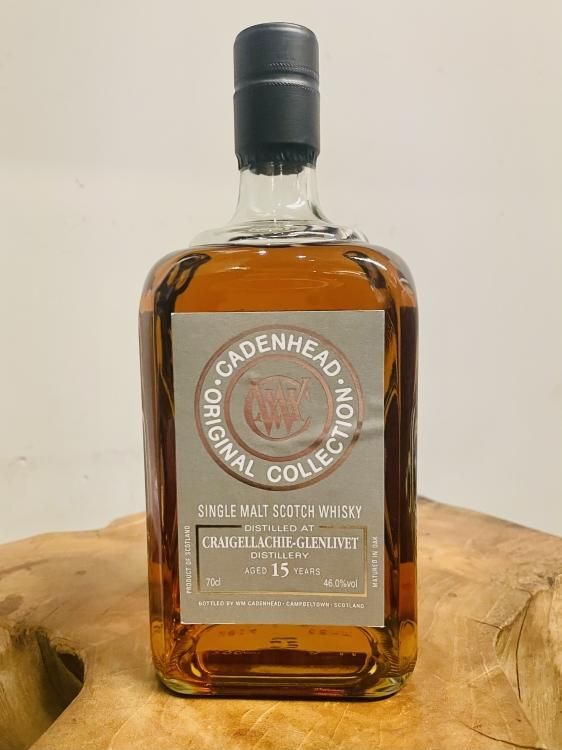 ·CADENHEAD·
ORIGINAL COLLECTION
SINGLE MALT SCOTCH WHISKY
DISTILLED AT
CRAIGELLACHIE-GLENLIVET
DISTILLERY
AGED 15 YEARS
70cl 46.0%vol
BOTTLED BY WM CADENHEAD · CAMPBELTOWN · SCOTLAND
PRODUCT OF SCOTLAND
MATURED IN OAK